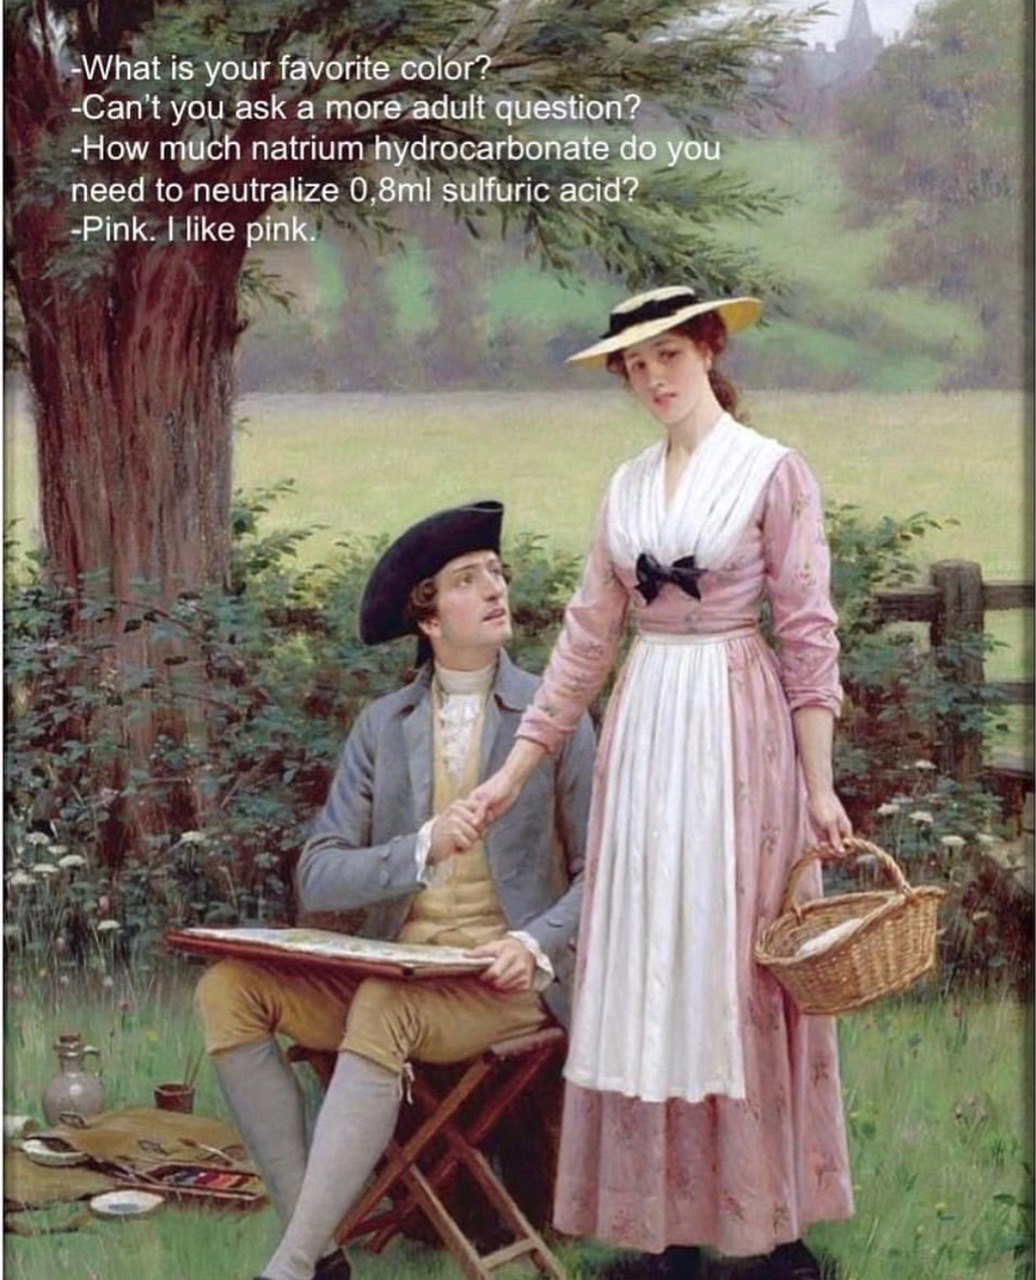 -What is your favorite color?
-Can't you ask a more adult question?
-How much natrium hydrocarbonate do you
need to neutralize 0,8ml sulfuric acid?
-Pink. I like pink.